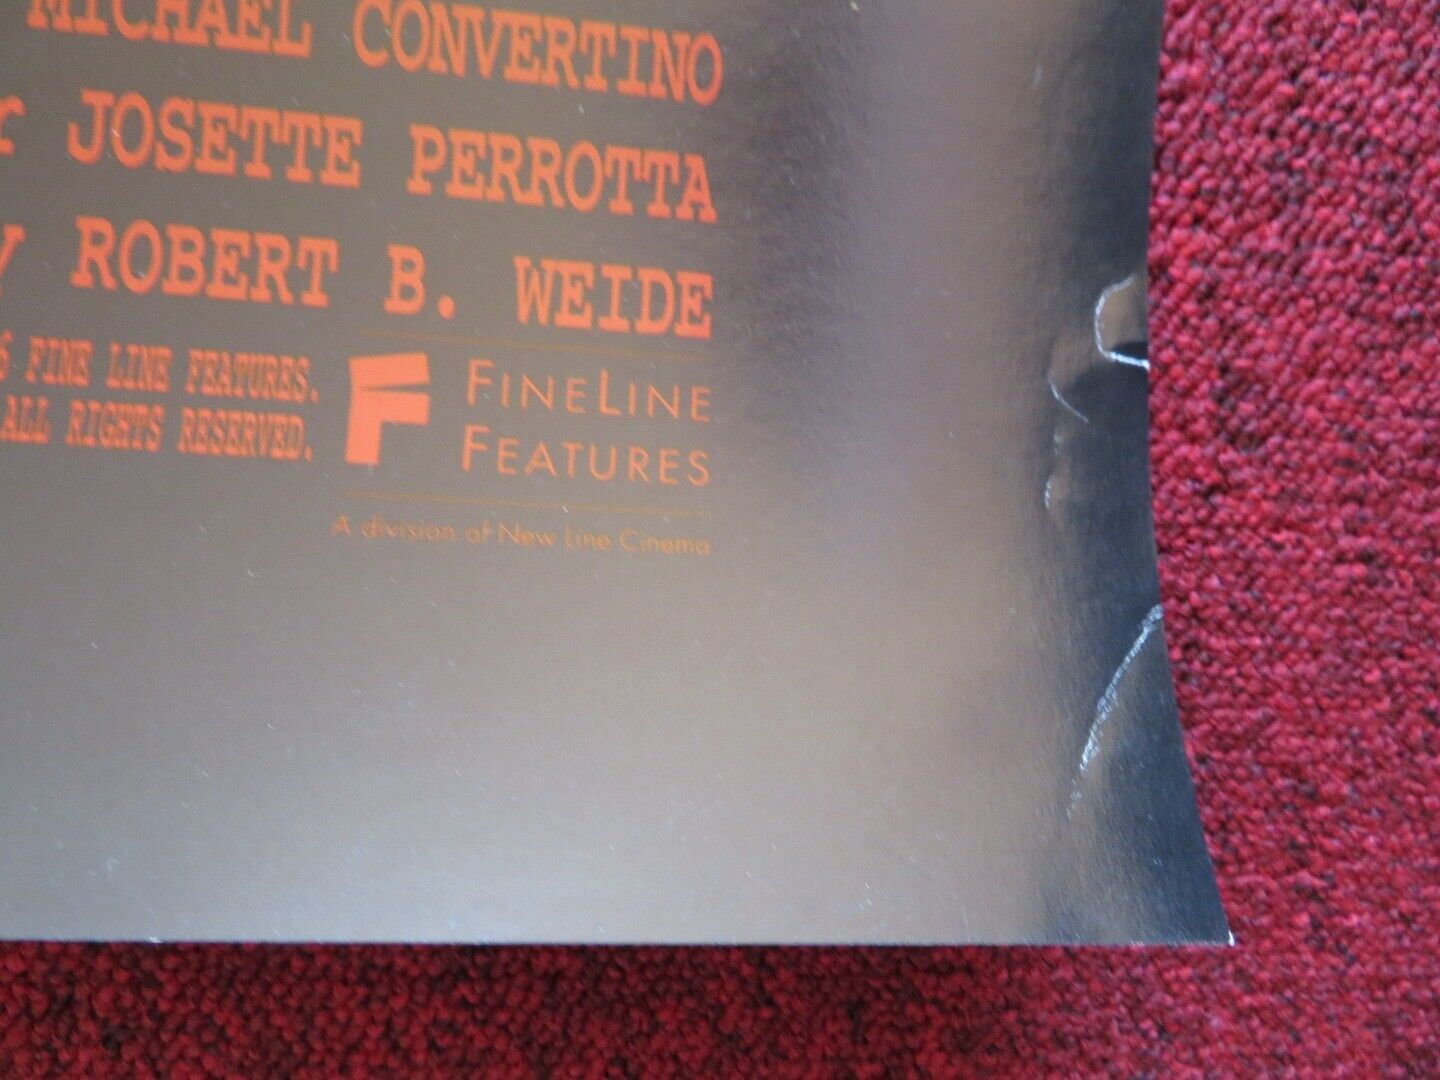 MICHAEL CONVERTINO
r JOSETTE PERROTTA
y ROBERT B. WEIDE
6 FINE LINE FEATURES.
ALL RIGHTS RESERVED.
FINELINE
FEATURES
A division of New Line Cinema